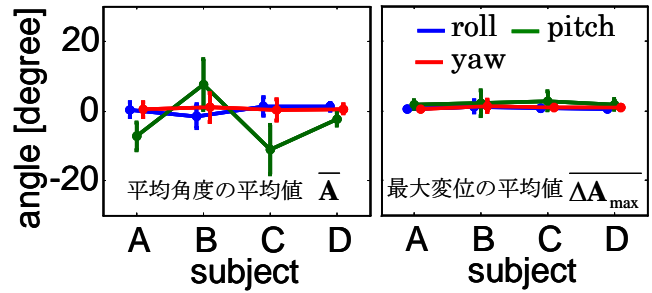 angle [degree]
20
0
-20
平均角度の平均値 A
A B C D
subject
roll pitch
yaw
最大変位の平均値 ΔAmax
A B C D
subject